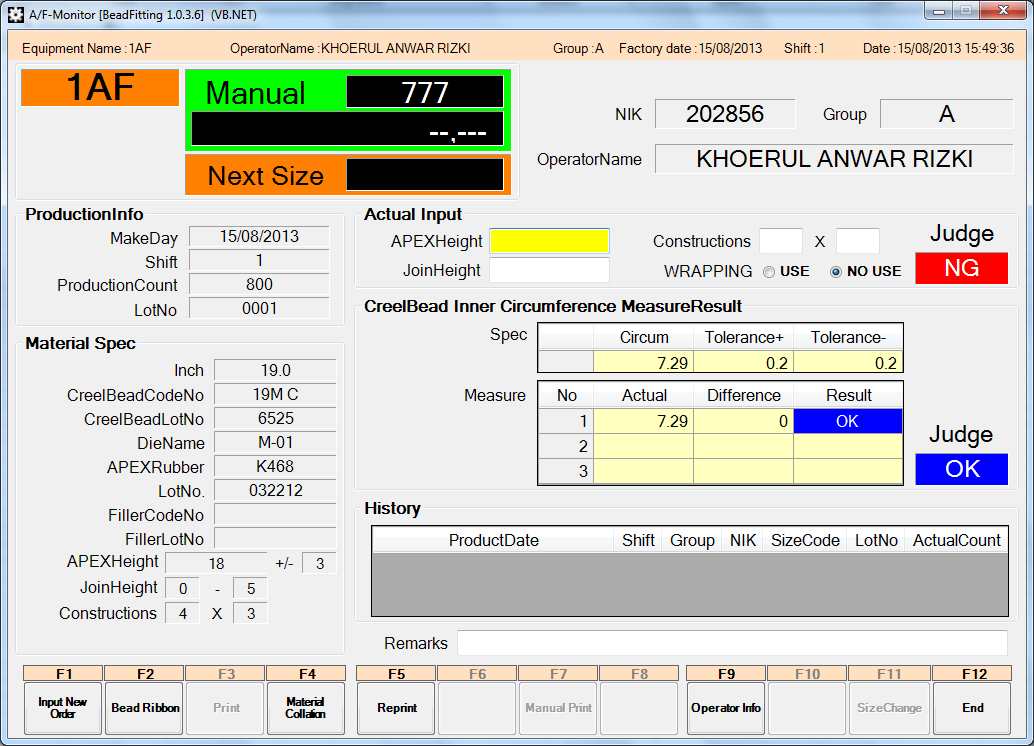 A/F-Monitor [BeadFitting 1.0.3.6] (VB.NET)
Equipment Name :1AF OperatorName :KHOERUL ANWAR RIZKI Group :A Factory date :15/08/2013 Shift :1 Date :15/08/2013 15:49:36
1AF
Manual 777
--,---
Next Size
NIK 202856 Group A
OperatorName KHOERUL ANWAR RIZKI
ProductionInfo
MakeDay 15/08/2013
Shift 1
ProductionCount 800
LotNo 0001
Material Spec
Inch 19.0
CreelBeadCodeNo 19M C
CreelBeadLotNo 6525
DieName M-01
APEXRubber K468
LotNo. 032212
FillerCodeNo
FillerLotNo
APEXHeight 18 +/- 3
JoinHeight 0 - 5
Constructions 4 X 3
Actual Input
APEXHeight Constructions X
JoinHeight WRAPPING USE NO USE
Judge
NG
CreelBead Inner Circumference MeasureResult
Spec Circum Tolerance+ Tolerance-
7.29 0.2 0.2
Measure No Actual Difference Result
1 7.29 0 OK
2
3
Judge
OK
History
ProductDate Shift Group NIK SizeCode LotNo ActualCount
Remarks
F1 F2 F3 F4 F5 F6 F7 F8 F9 F10 F11 F12
Input New Order Bead Ribbon Print Material Collation Reprint Manual Print Operator Info SizeChange End